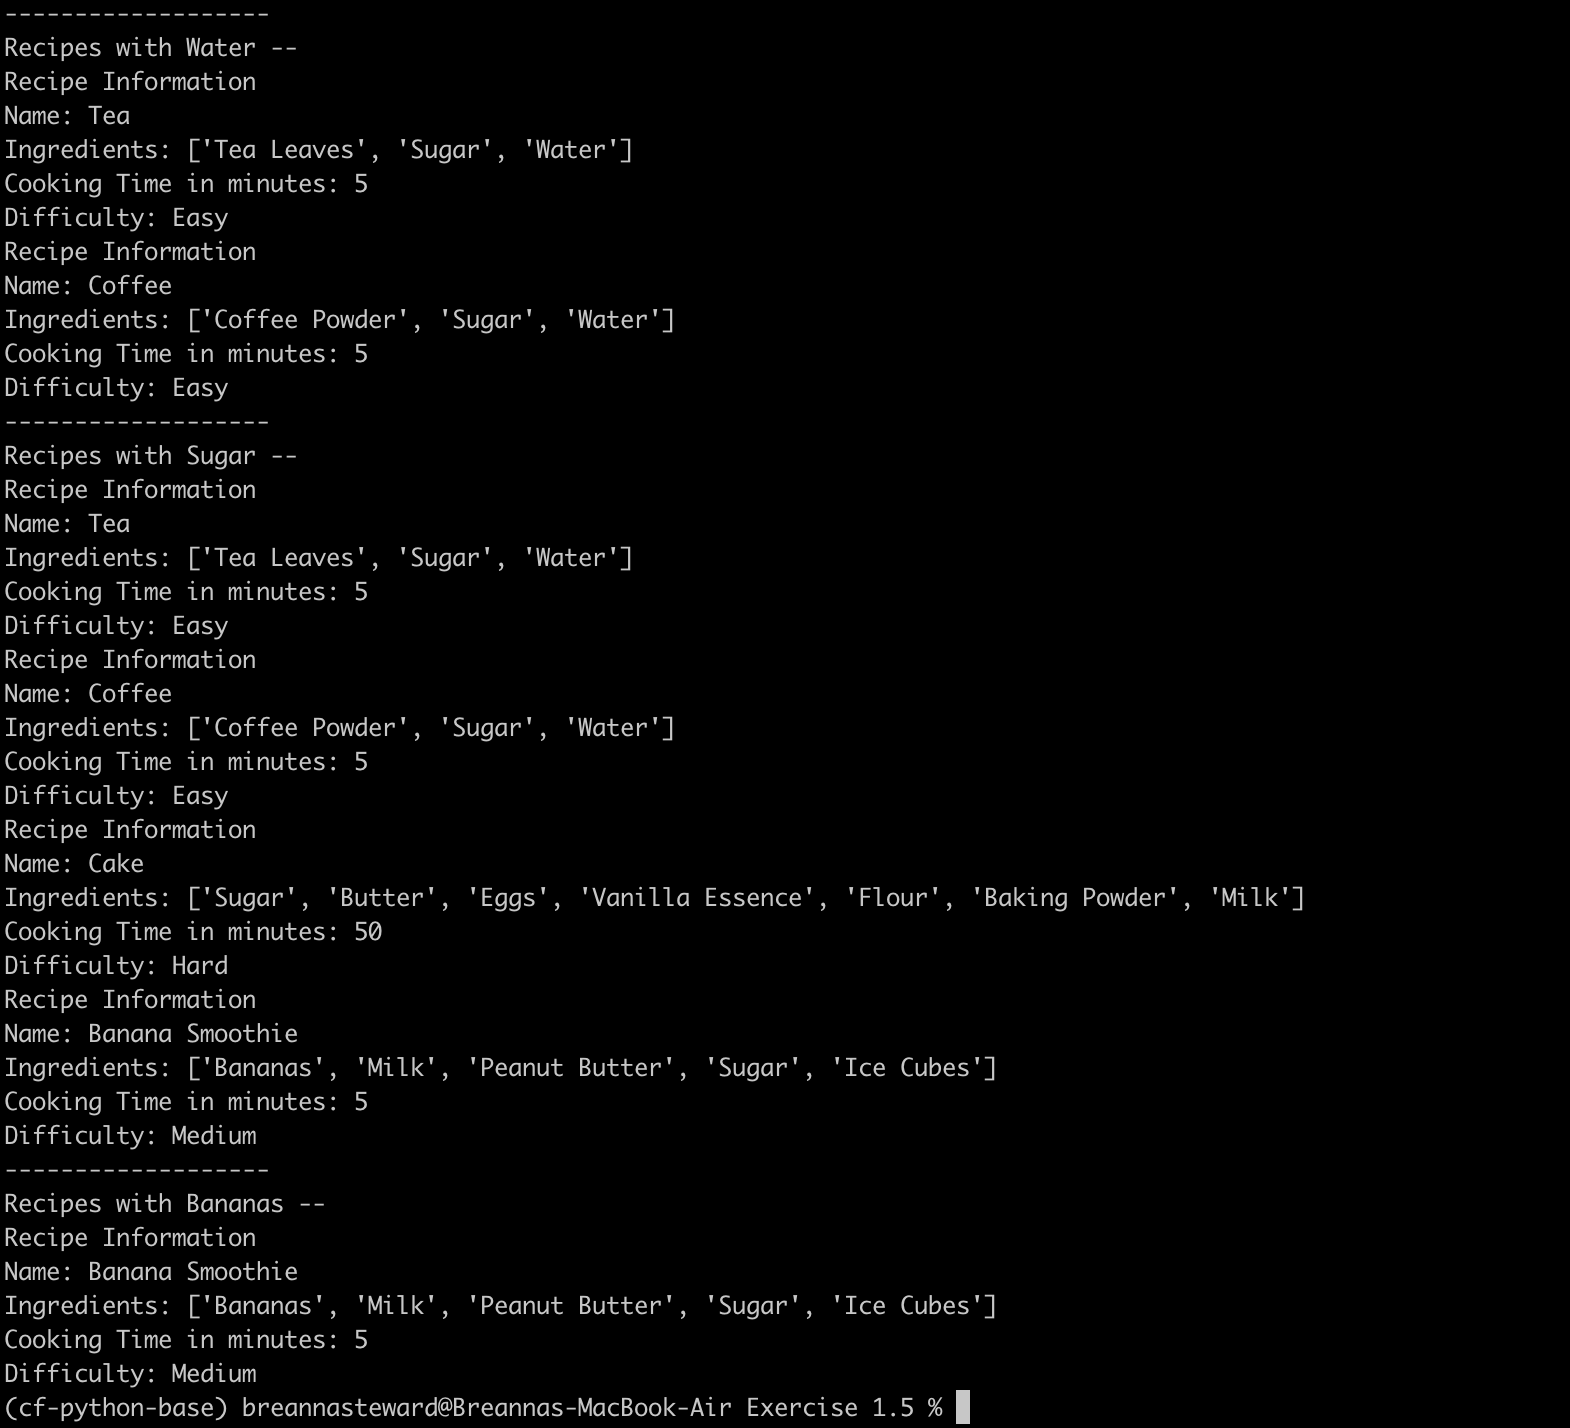 -------------------
Recipes with Water --
Recipe Information
Name: Tea
Ingredients: ['Tea Leaves', 'Sugar', 'Water']
Cooking Time in minutes: 5
Difficulty: Easy
Recipe Information
Name: Coffee
Ingredients: ['Coffee Powder', 'Sugar', 'Water']
Cooking Time in minutes: 5
Difficulty: Easy
-------------------
Recipes with Sugar --
Recipe Information
Name: Tea
Ingredients: ['Tea Leaves', 'Sugar', 'Water']
Cooking Time in minutes: 5
Difficulty: Easy
Recipe Information
Name: Coffee
Ingredients: ['Coffee Powder', 'Sugar', 'Water']
Cooking Time in minutes: 5
Difficulty: Easy
Recipe Information
Name: Cake
Ingredients: ['Sugar', 'Butter', 'Eggs', 'Vanilla Essence', 'Flour', 'Baking Powder', 'Milk']
Cooking Time in minutes: 50
Difficulty: Hard
Recipe Information
Name: Banana Smoothie
Ingredients: ['Bananas', 'Milk', 'Peanut Butter', 'Sugar', 'Ice Cubes']
Cooking Time in minutes: 5
Difficulty: Medium
-------------------
Recipes with Bananas --
Recipe Information
Name: Banana Smoothie
Ingredients: ['Bananas', 'Milk', 'Peanut Butter', 'Sugar', 'Ice Cubes']
Cooking Time in minutes: 5
Difficulty: Medium
(cf-python-base) breannasteward@Breannas-MacBook-Air Exercise 1.5 %